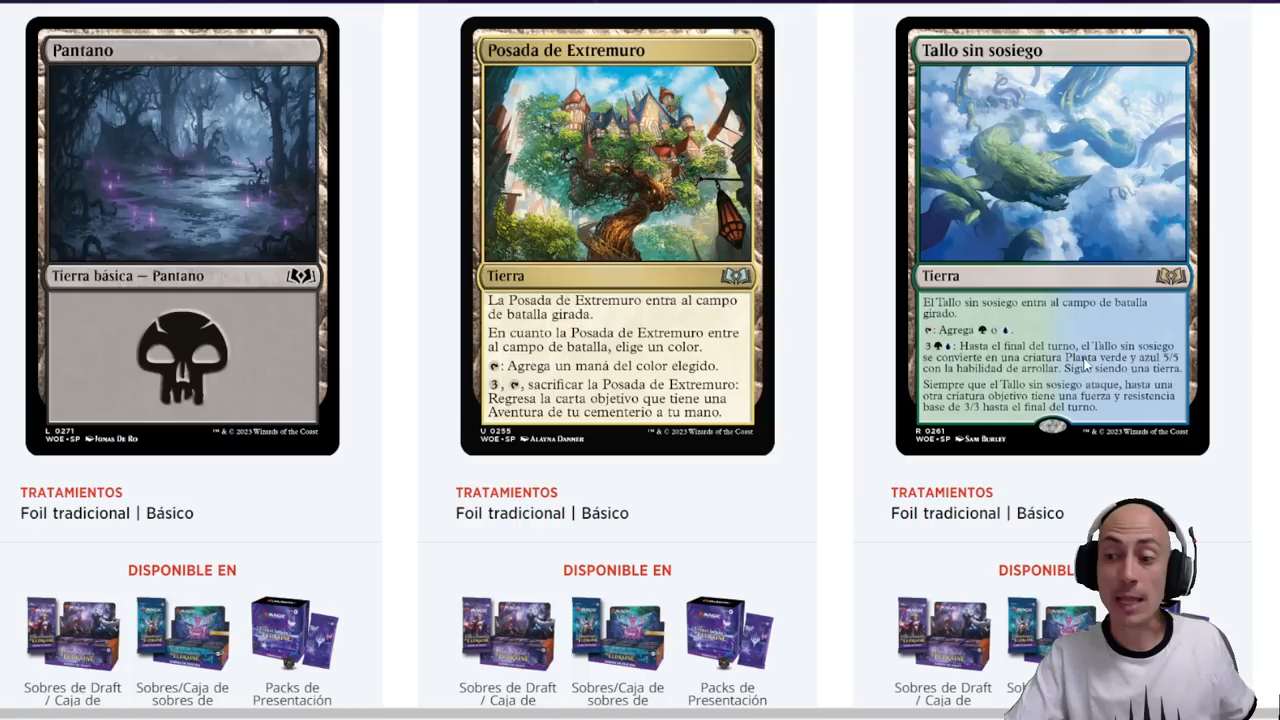 Pantano
Tierra básica — Pantano
L 0271
WOE • SP Jonas De Ro
™ & © 2023 Wizards of the Coast
TRATAMIENTOS
Foil tradicional | Básico
DISPONIBLE EN
Sobres de Draft
/ Caja de
Sobres/Caja de
sobres de
Packs de
Presentación
Posada de Extremuro
Tierra
La Posada de Extremuro entra al campo
de batalla girada.
En cuanto la Posada de Extremuro entre
al campo de batalla, elige un color.
: Agrega un maná del color elegido.
3, , sacrificar la Posada de Extremuro:
Regresa la carta objetivo que tiene una
Aventura de tu cementerio a tu mano.
U 0255
WOE • SP Alayna Danner
™ & © 2023 Wizards of the Coast
TRATAMIENTOS
Foil tradicional | Básico
DISPONIBLE EN
Sobres de Draft
/ Caja de
Sobres/Caja de
sobres de
Packs de
Presentación
Tallo sin sosiego
Tierra
El Tallo sin sosiego entra al campo de batalla
girado.
: Agrega o .
3 : Hasta el final del turno, el Tallo sin sosiego
se convierte en una criatura Planta verde y azul 5/5
con la habilidad de arrollar. Sigue siendo una tierra.
Siempre que el Tallo sin sosiego ataque, hasta una
otra criatura objetivo tiene una fuerza y resistencia
base de 3/3 hasta el final del turno.
R 0261
WOE • SP Sam Burley
™ & © 2023 Wizards of the Coast
TRATAMIENTOS
Foil tradicional | Básico
DISPONIBL
Sobres de Draft
/ Caja de